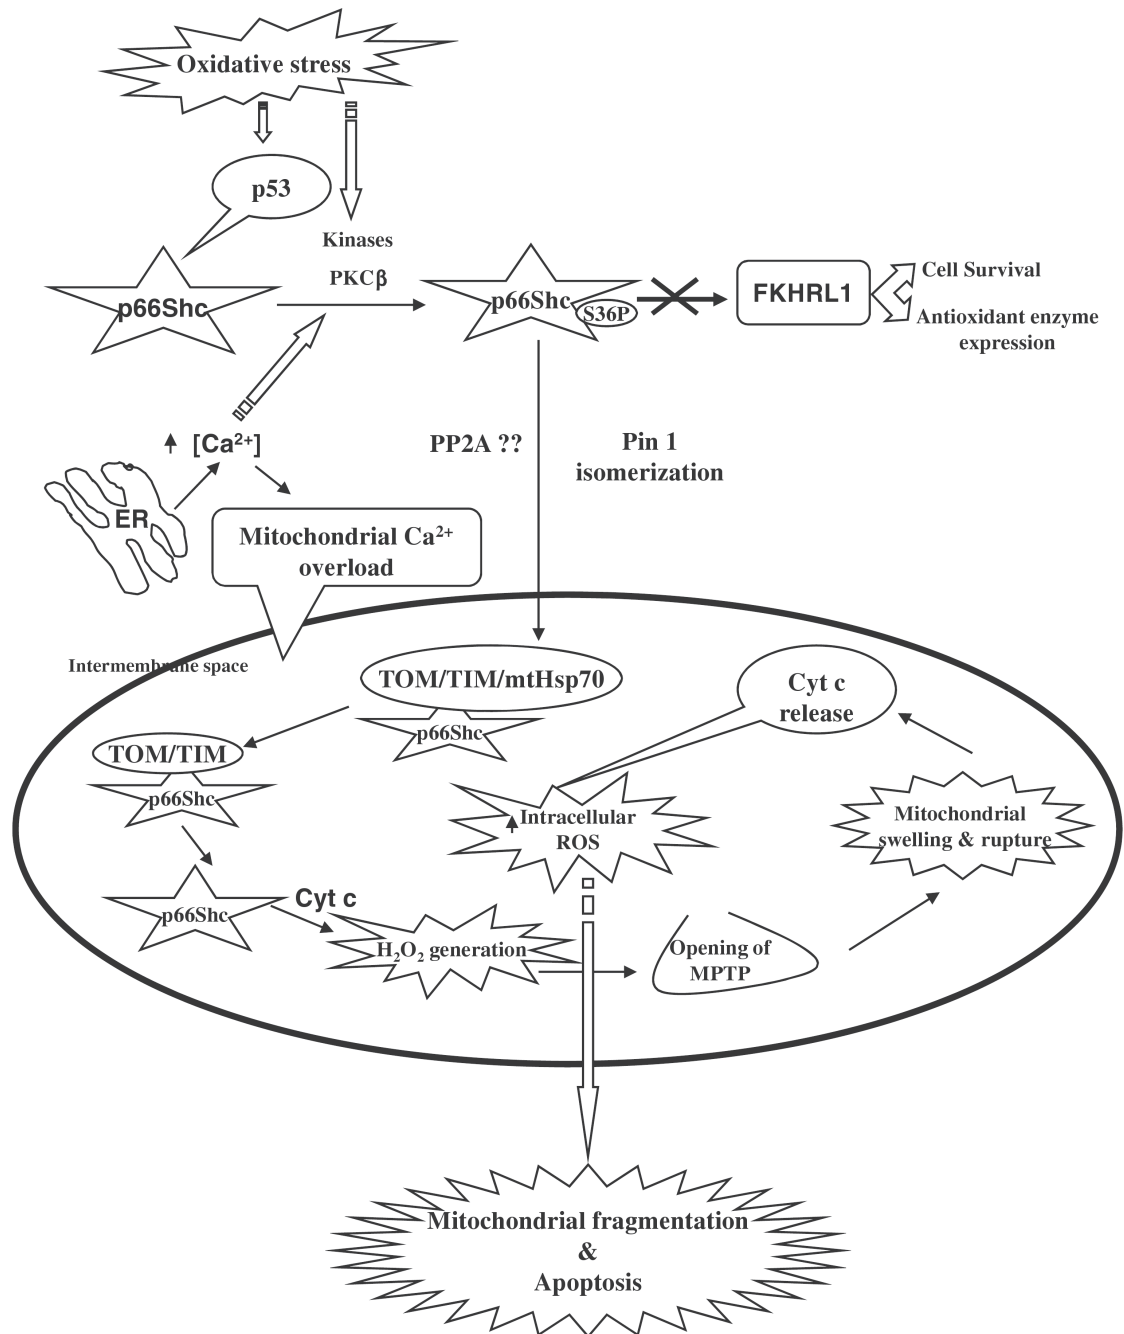 Oxidative stress
p53
Kinases
PKCβ
p66Shc
p66Shc
S36P
FKHRL1
Cell Survival
Antioxidant enzyme
expression
[Ca²⁺]
PP2A ??
Pin 1
isomerization
ER
Mitochondrial Ca²⁺
overload
Intermembrane space
TOM/TIM/mtHsp70
p66Shc
Cyt c
release
TOM/TIM
p66Shc
Intracellular
ROS
Mitochondrial
swelling & rupture
p66Shc
Cyt c
H₂O₂ generation
Opening of
MPTP
Mitochondrial fragmentation
&
Apoptosis